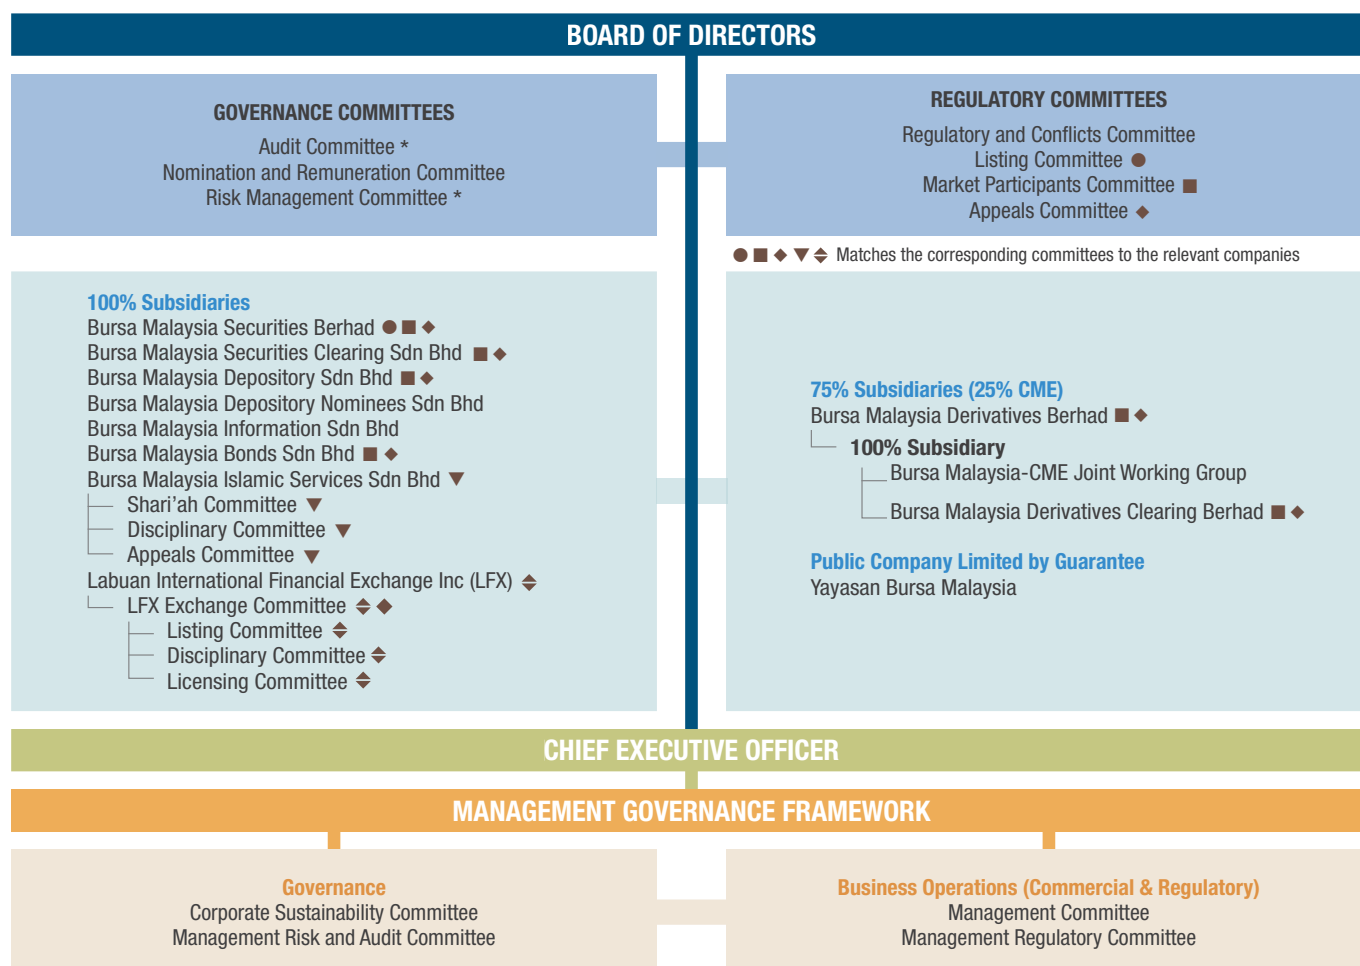 BOARD OF DIRECTORS
GOVERNANCE COMMITTEES
Audit Committee *
Nomination and Remuneration Committee
Risk Management Committee *
REGULATORY COMMITTEES
Regulatory and Conflicts Committee
Listing Committee ●
Market Participants Committee ■
Appeals Committee ◆
● ■ ◆ ▼ ⬘ Matches the corresponding committees to the relevant companies
100% Subsidiaries
Bursa Malaysia Securities Berhad ● ■ ◆
Bursa Malaysia Securities Clearing Sdn Bhd ■ ◆
Bursa Malaysia Depository Sdn Bhd ■ ◆
Bursa Malaysia Depository Nominees Sdn Bhd
Bursa Malaysia Information Sdn Bhd
Bursa Malaysia Bonds Sdn Bhd ■ ◆
Bursa Malaysia Islamic Services Sdn Bhd ▼
Shari'ah Committee ▼
Disciplinary Committee ▼
Appeals Committee ▼
Labuan International Financial Exchange Inc (LFX) ⬘
LFX Exchange Committee ⬘ ◆
Listing Committee ⬘
Disciplinary Committee ⬘
Licensing Committee ⬘
75% Subsidiaries (25% CME)
Bursa Malaysia Derivatives Berhad ■ ◆
100% Subsidiary
Bursa Malaysia-CME Joint Working Group
Bursa Malaysia Derivatives Clearing Berhad ■ ◆
Public Company Limited by Guarantee
Yayasan Bursa Malaysia
CHIEF EXECUTIVE OFFICER
MANAGEMENT GOVERNANCE FRAMEWORK
Governance
Corporate Sustainability Committee
Management Risk and Audit Committee
Business Operations (Commercial & Regulatory)
Management Committee
Management Regulatory Committee